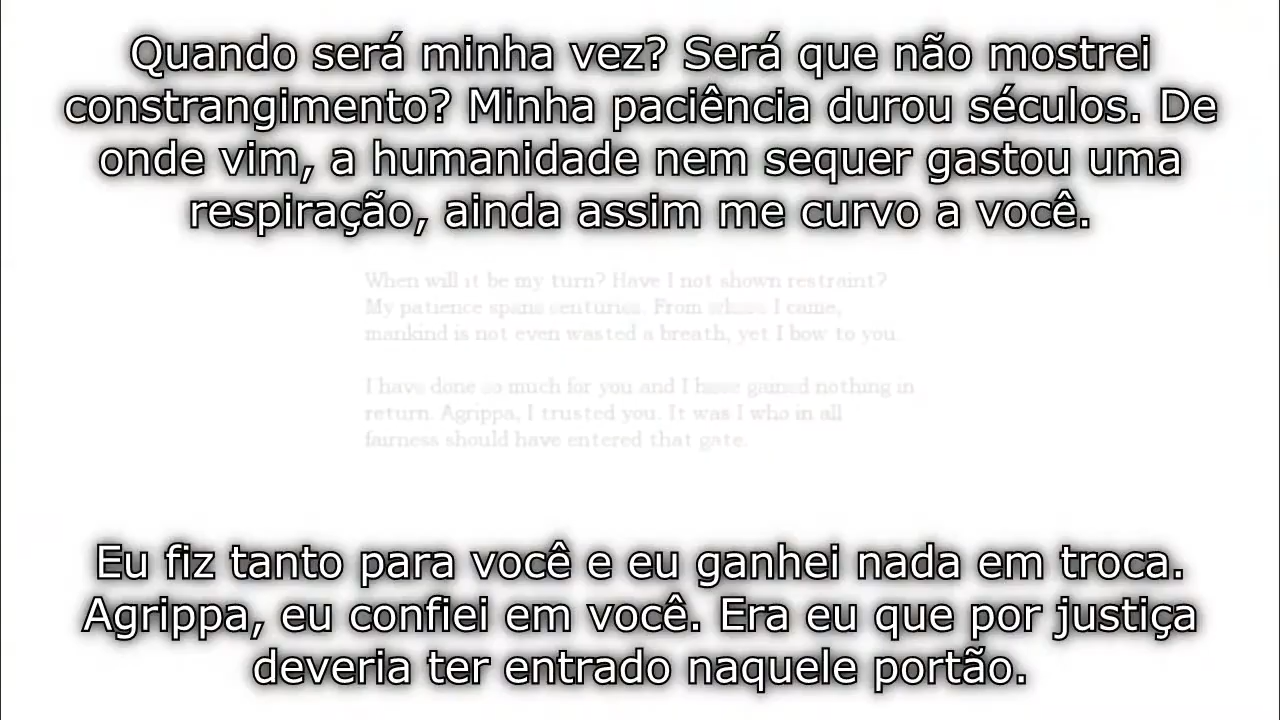 Quando será minha vez? Será que não mostrei
constrangimento? Minha paciência durou séculos. De
onde vim, a humanidade nem sequer gastou uma
respiração, ainda assim me curvo a você.
When will it be my turn? Have I not shown restraint?
My patience spans centuries. From where I came,
mankind is not even wasted a breath, yet I bow to you.
I have done so much for you and I have gained nothing in
return. Agrippa, I trusted you. It was I who in all
fairness should have entered that gate.
Eu fiz tanto para você e eu ganhei nada em troca.
Agrippa, eu confiei em você. Era eu que por justiça
deveria ter entrado naquele portão.